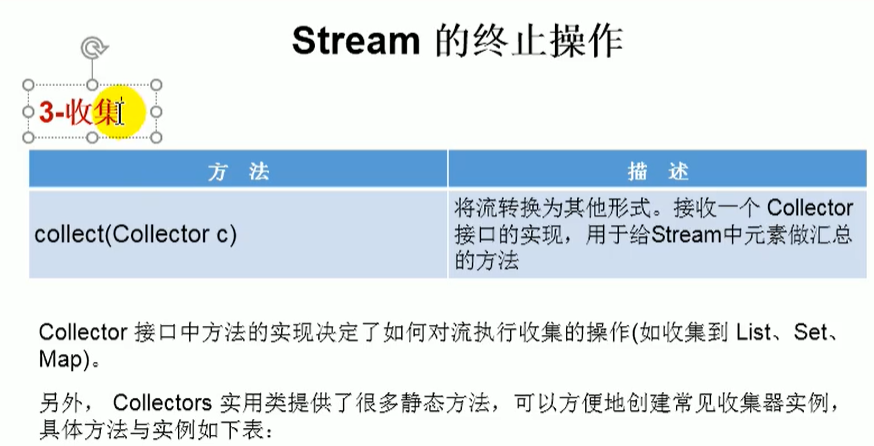 Stream 的终止操作
3-收集
方 法
描 述
collect(Collector c)
将流转换为其他形式。接收一个 Collector
接口的实现，用于给Stream中元素做汇总
的方法
Collector 接口中方法的实现决定了如何对流执行收集的操作(如收集到 List、Set、
Map)。
另外， Collectors 实用类提供了很多静态方法，可以方便地创建常见收集器实例，
具体方法与实例如下表：